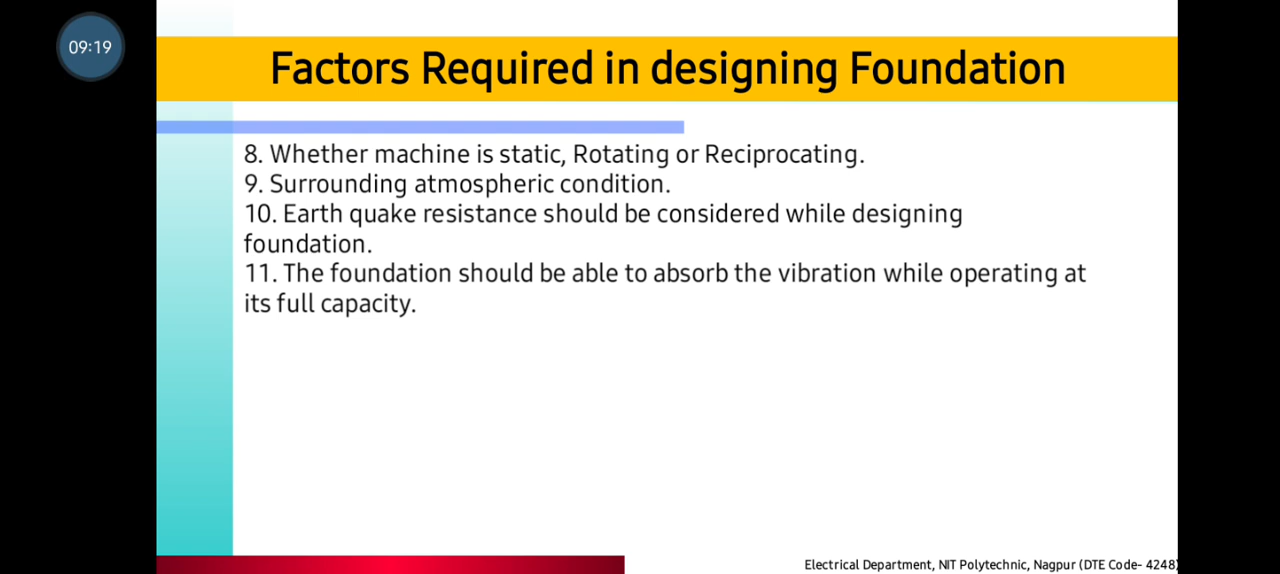 09:19
Factors Required in designing Foundation
8. Whether machine is static, Rotating or Reciprocating.
9. Surrounding atmospheric condition.
10. Earth quake resistance should be considered while designing
foundation.
11. The foundation should be able to absorb the vibration while operating at
its full capacity.
Electrical Department, NIT Polytechnic, Nagpur (DTE Code- 4248)